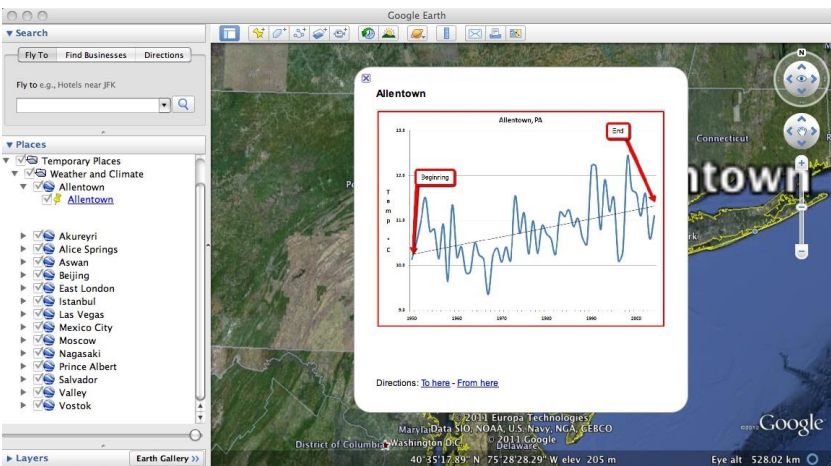 Google Earth
Search
Fly To Find Businesses Directions
Fly to e.g., Hotels near JFK
Places
Temporary Places
Weather and Climate
Allentown
Allentown
Akureyri
Alice Springs
Aswan
Beijing
East London
Istanbul
Las Vegas
Mexico City
Moscow
Nagasaki
Prince Albert
Salvador
Valley
Vostok
Layers
Earth Gallery >>
Allentown
Allentown, PA
Beginning
End
Temp °C
13.0
12.0
11.0
10.0
9.0
1950 1960 1970 1980 1990 2000
Directions: To here - From here
N
Connecticut
town
© 2011 Europa Technologies
Data SIO, NOAA, U.S. Navy, NGA, GEBCO
© 2011 Google
District of Columbia
Washington D.C.
Delaware
Google
40°35'17.89" N 75°28'28.29" W elev 205 m
Eye alt 528.02 km